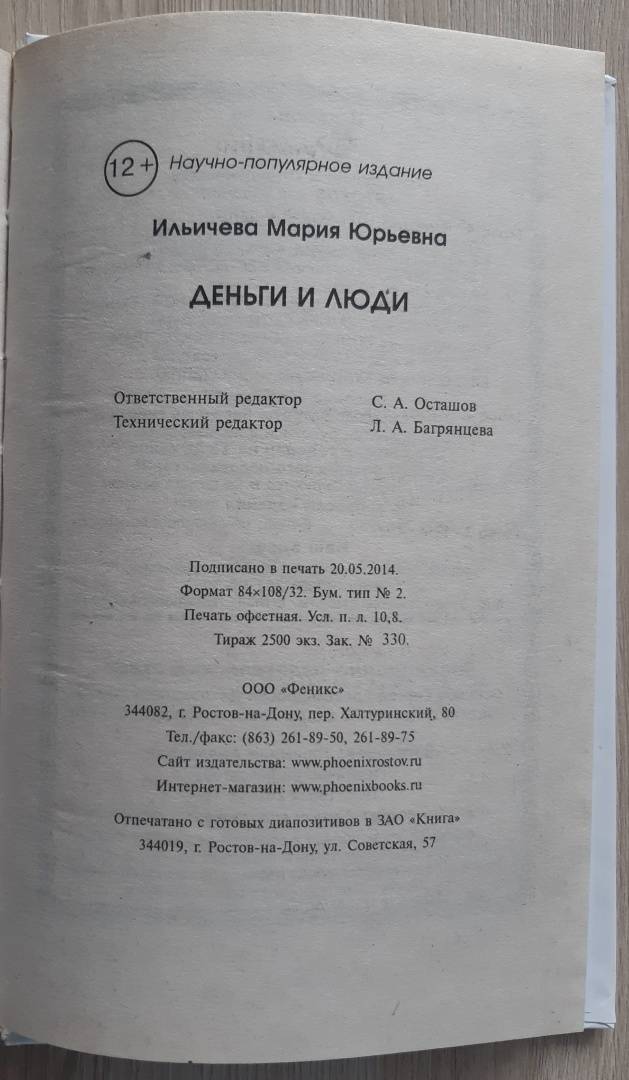 12+ Научно-популярное издание
Ильичева Мария Юрьевна
ДЕНЬГИ И ЛЮДИ
Ответственный редактор С. А. Осташов
Технический редактор Л. А. Багрянцева
Подписано в печать 20.05.2014.
Формат 84×108/32. Бум. тип № 2.
Печать офсетная. Усл. п. л. 10,8.
Тираж 2500 экз. Зак. № 330.
ООО «Феникс»
344082, г. Ростов-на-Дону, пер. Халтуринский, 80
Тел./факс: (863) 261-89-50, 261-89-75
Сайт издательства: www.phoenixrostov.ru
Интернет-магазин: www.phoenixbooks.ru
Отпечатано с готовых диапозитивов в ЗАО «Книга»
344019, г. Ростов-на-Дону, ул. Советская, 57